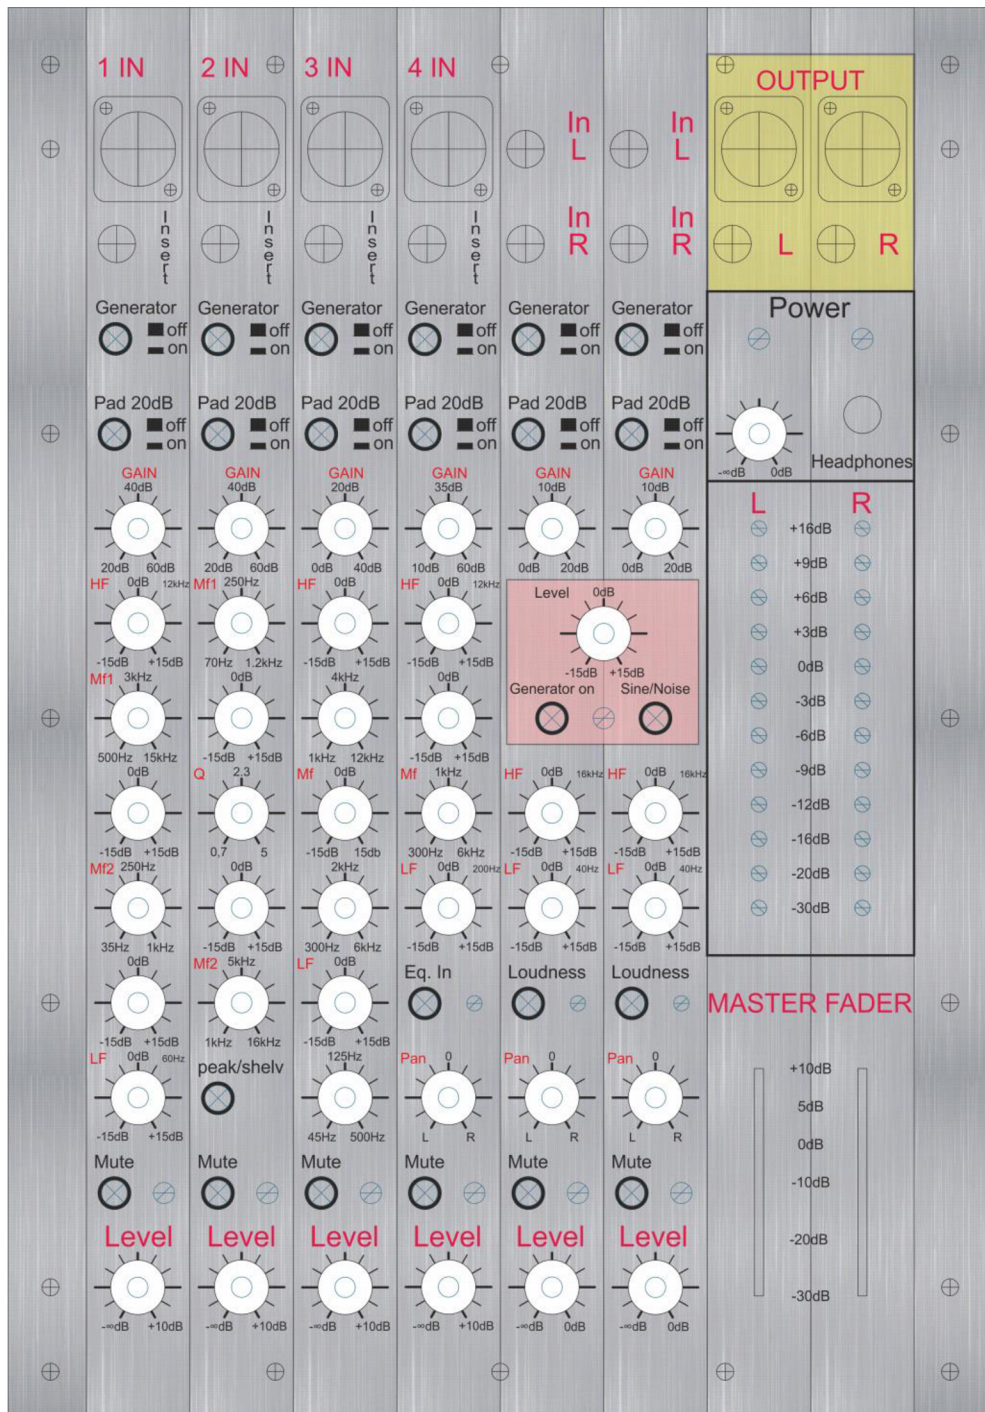 1 IN 2 IN 3 IN 4 IN OUTPUT
In L In L
In R In R L R
Insert Insert Insert Insert
Generator Generator Generator Generator Generator Generator Power
off off off off off off
on on on on on on
Pad 20dB Pad 20dB Pad 20dB Pad 20dB Pad 20dB Pad 20dB
off off off off off off
on on on on on on
-∞dB 0dB Headphones
GAIN GAIN GAIN GAIN GAIN GAIN
40dB 40dB 20dB 35dB 10dB 10dB
L R
+16dB
20dB 60dB 20dB 60dB 0dB 40dB 10dB 60dB 0dB 20dB 0dB 20dB
+9dB
HF 0dB 12kHz Mf1 250Hz HF 0dB HF 0dB 12kHz Level 0dB
+6dB
+3dB
-15dB +15dB 70Hz 1.2kHz -15dB +15dB -15dB +15dB -15dB +15dB
0dB
Mf1 3kHz 0dB 4kHz 0dB Generator on Sine/Noise
-3dB
-6dB
500Hz 15kHz -15dB +15dB 1kHz 12kHz -15dB +15dB
0dB Q 2.3 Mf 0dB Mf 1kHz HF 0dB 16kHz HF 0dB 16kHz
-9dB
-12dB
-16dB
-15dB +15dB 0,7 5 -15dB 15db 300Hz 6kHz -15dB +15dB -15dB +15dB
Mf2 250Hz 0dB 2kHz LF 0dB 200Hz LF 0dB 40Hz LF 0dB 40Hz
-20dB
-30dB
35Hz 1kHz -15dB +15dB 300Hz 6kHz -15dB +15dB -15dB +15dB -15dB +15dB
0dB Mf2 5kHz LF 0dB Eq. In Loudness Loudness
MASTER FADER
-15dB +15dB 1kHz 16kHz -15dB +15dB
LF 0dB 60Hz peak/shelv 125Hz Pan 0 Pan 0 Pan 0
+10dB
5dB
-15dB +15dB 45Hz 500Hz L R L R L R
0dB
Mute Mute Mute Mute Mute Mute
-10dB
Level Level Level Level Level Level
-20dB
-30dB
-∞dB +10dB -∞dB +10dB -∞dB +10dB -∞dB +10dB -∞dB 0dB -∞dB 0dB